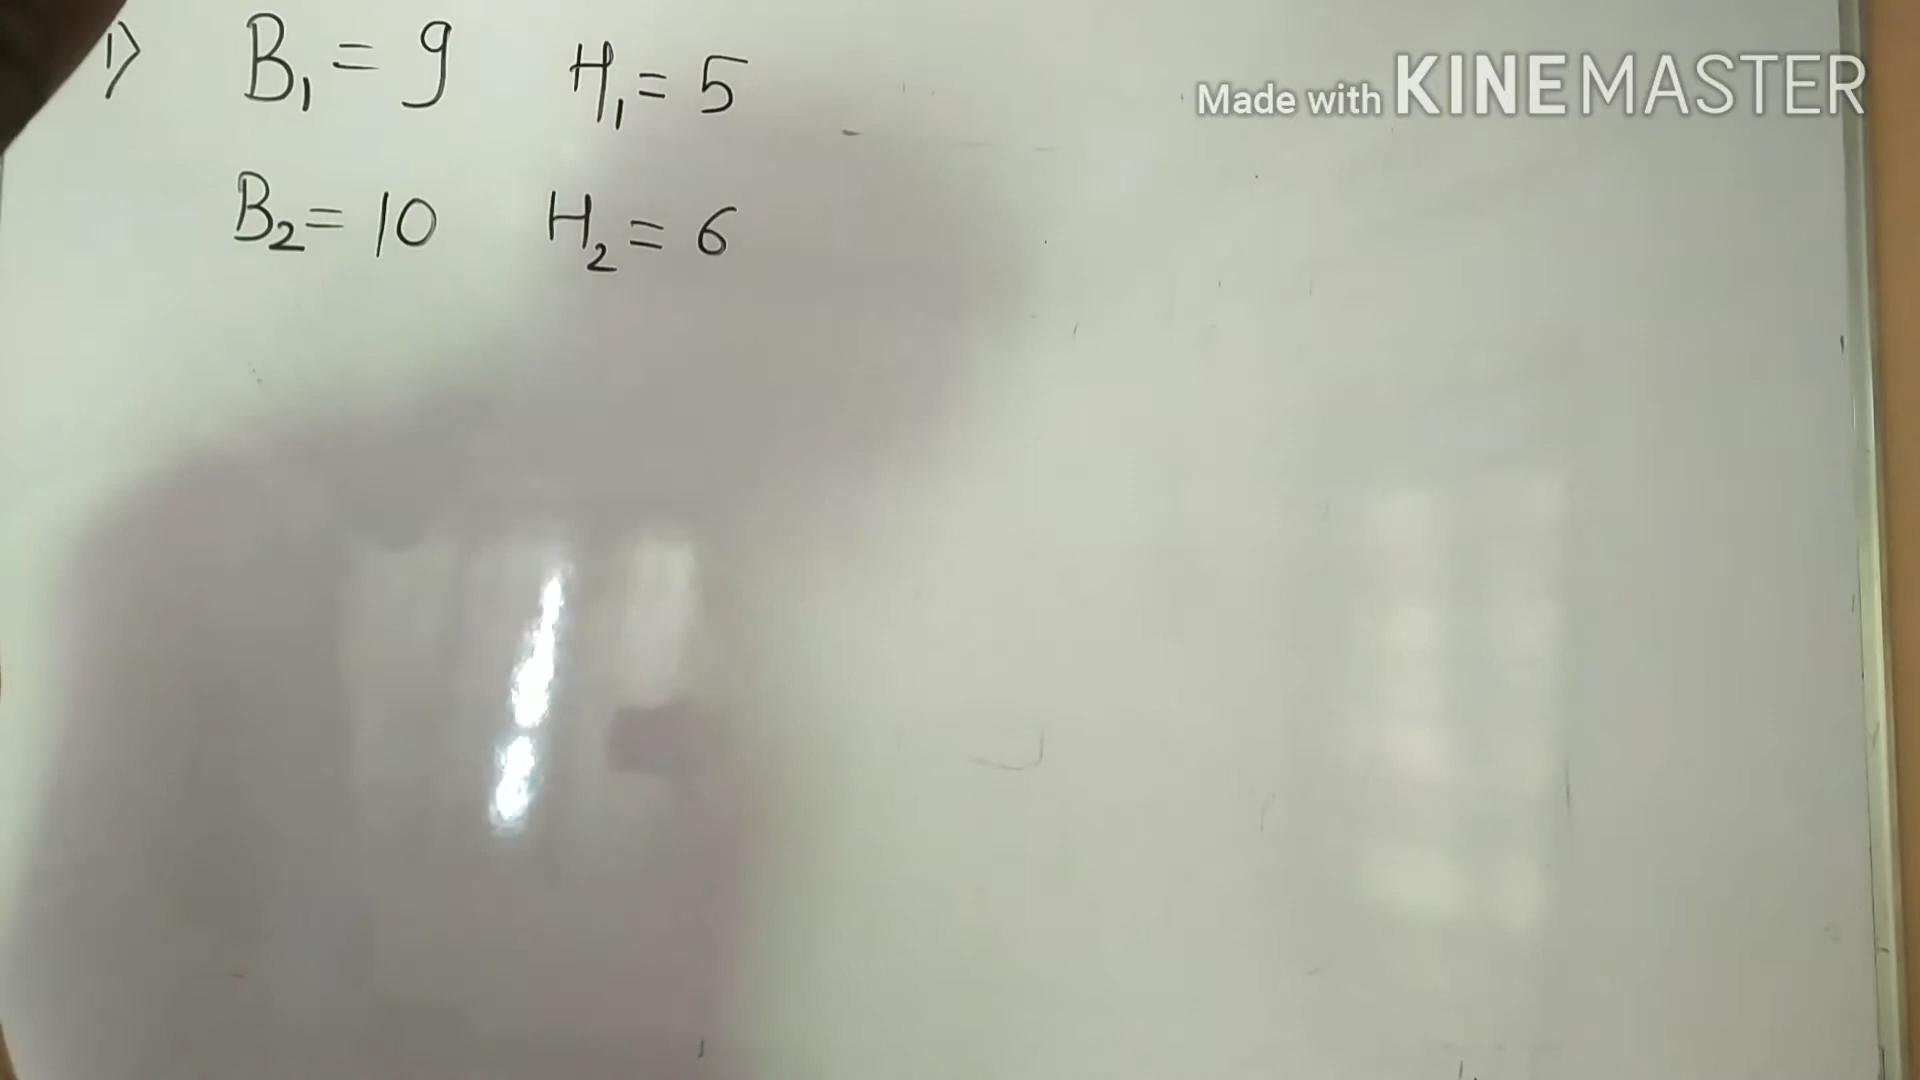 1) B₁ = 9 H₁ = 5
B₂ = 10 H₂ = 6
Made with KINEMASTER